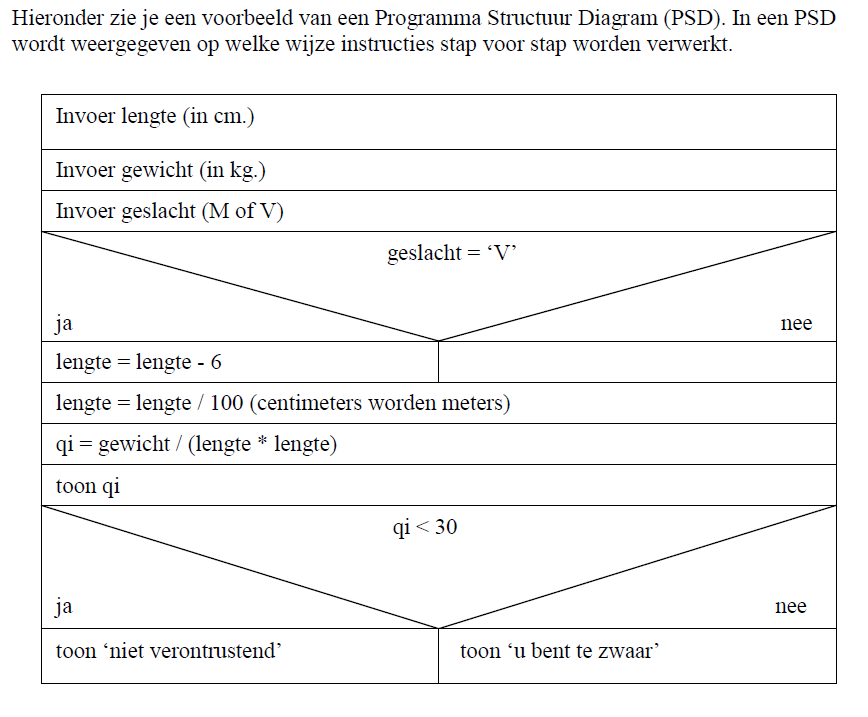 Hieronder zie je een voorbeeld van een Programma Structuur Diagram (PSD). In een PSD
wordt weergegeven op welke wijze instructies stap voor stap worden verwerkt.
Invoer lengte (in cm.)
Invoer gewicht (in kg.)
Invoer geslacht (M of V)
geslacht = ‘V’
ja
nee
lengte = lengte - 6
lengte = lengte / 100 (centimeters worden meters)
qi = gewicht / (lengte * lengte)
toon qi
qi < 30
ja
nee
toon ‘niet verontrustend’
toon ‘u bent te zwaar’